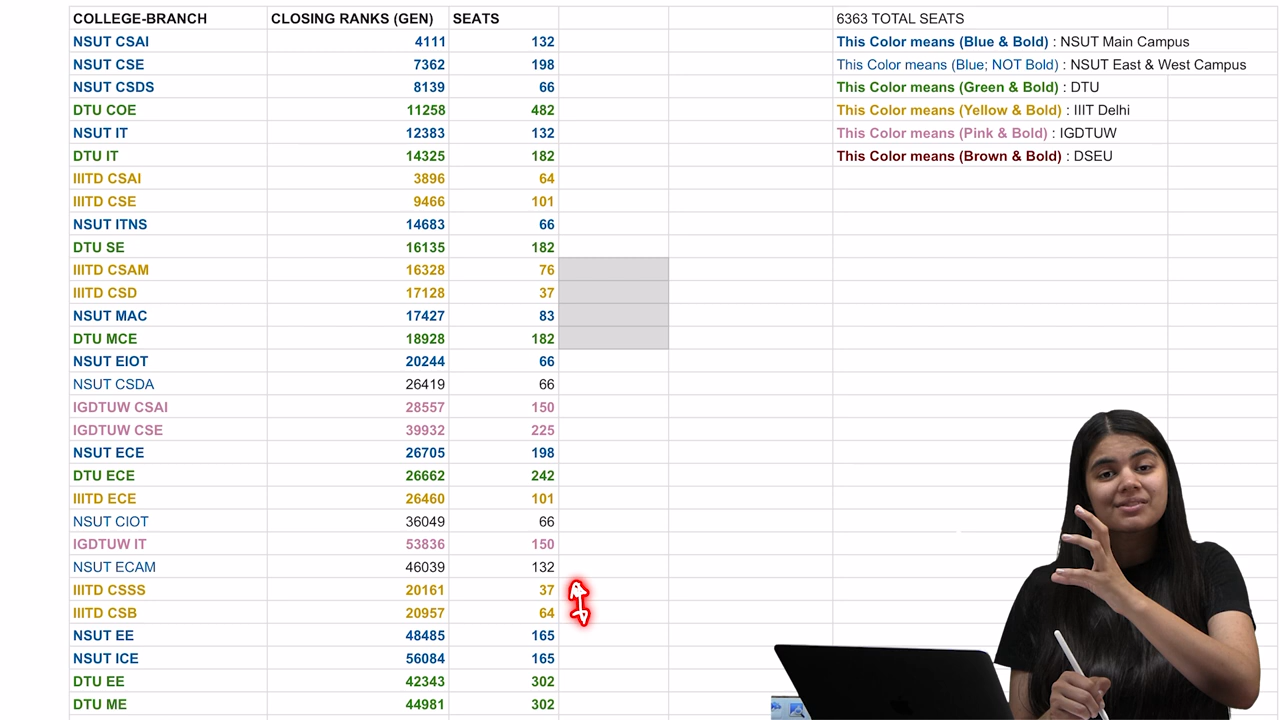 COLLEGE-BRANCH CLOSING RANKS (GEN) SEATS 6363 TOTAL SEATS
NSUT CSAI 4111 132 This Color means (Blue & Bold) : NSUT Main Campus
NSUT CSE 7362 198 This Color means (Blue; NOT Bold) : NSUT East & West Campus
NSUT CSDS 8139 66 This Color means (Green & Bold) : DTU
DTU COE 11258 482 This Color means (Yellow & Bold) : IIIT Delhi
NSUT IT 12383 132 This Color means (Pink & Bold) : IGDTUW
DTU IT 14325 182 This Color means (Brown & Bold) : DSEU
IIITD CSAI 3896 64
IIITD CSE 9466 101
NSUT ITNS 14683 66
DTU SE 16135 182
IIITD CSAM 16328 76
IIITD CSD 17128 37
NSUT MAC 17427 83
DTU MCE 18928 182
NSUT EIOT 20244 66
NSUT CSDA 26419 66
IGDTUW CSAI 28557 150
IGDTUW CSE 39932 225
NSUT ECE 26705 198
DTU ECE 26662 242
IIITD ECE 26460 101
NSUT CIOT 36049 66
IGDTUW IT 53836 150
NSUT ECAM 46039 132
IIITD CSSS 20161 37
IIITD CSB 20957 64
NSUT EE 48485 165
NSUT ICE 56084 165
DTU EE 42343 302
DTU ME 44981 302